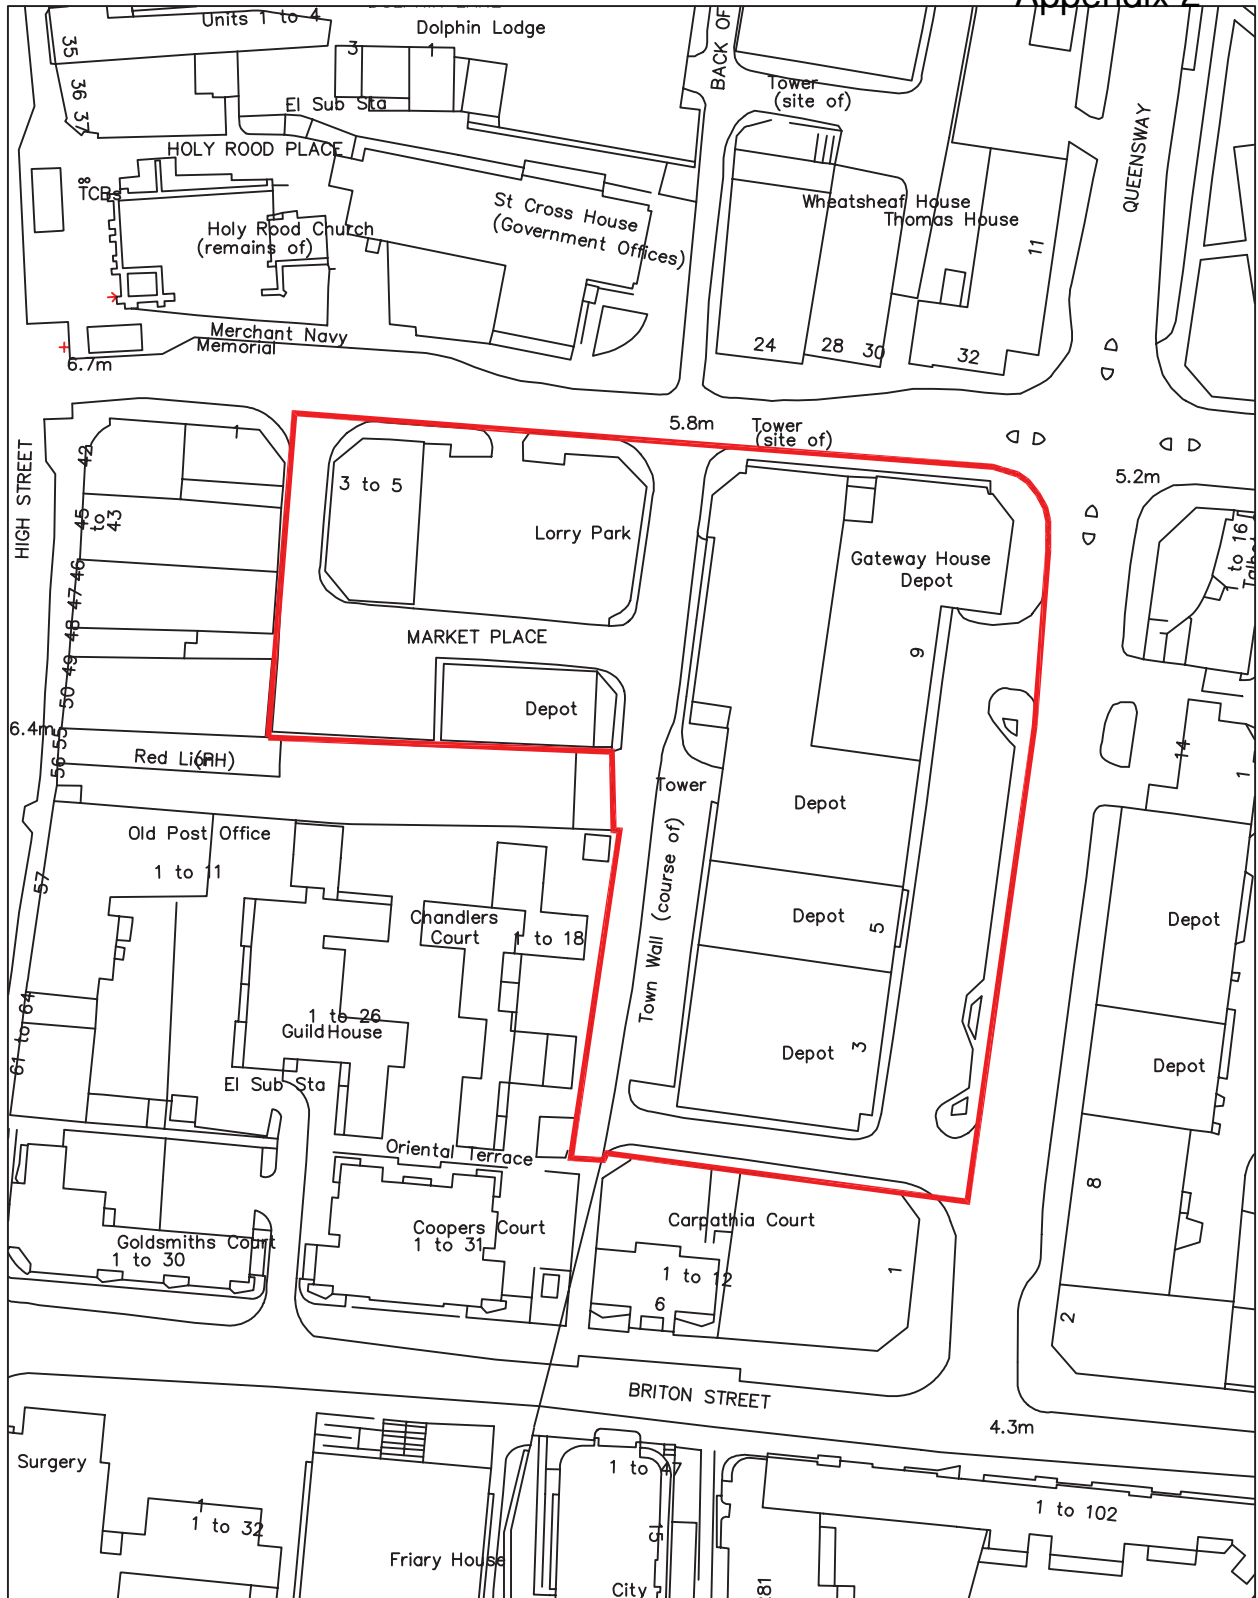 Appendix 2
Units 1 to 4
Dolphin Lodge
35
3
1
BACK OF
36
37
El Sub Sta
Tower
(site of)
HOLY ROOD PLACE
QUEENSWAY
8
TCBs
St Cross House
(Government Offices)
Wheatsheaf House
Thomas House
Holy Rood Church
(remains of)
11
Merchant Navy
Memorial
6.7m
24
28
30
32
5.8m
Tower
(site of)
HIGH STREET
42
1
5.2m
3 to 5
45
to
43
Lorry Park
Gateway House
Depot
1 to 16
46
47
48
49
50
MARKET PLACE
9
Depot
6.4m
55
56
Red Lion
(PH)
14
1
Tower
Depot
Old Post Office
1 to 11
57
Town Wall (course of)
Chandlers
Court
1 to 18
Depot
5
Depot
61 to 64
1 to 26
Guild House
Depot
3
Depot
El Sub Sta
Oriental Terrace
8
Goldsmiths Court
1 to 30
Coopers Court
1 to 31
Carpathia Court
1 to 12
6
1
2
BRITON STREET
4.3m
Surgery
1 to 47
1
1 to 32
1 to 102
15
Friary House
City
81